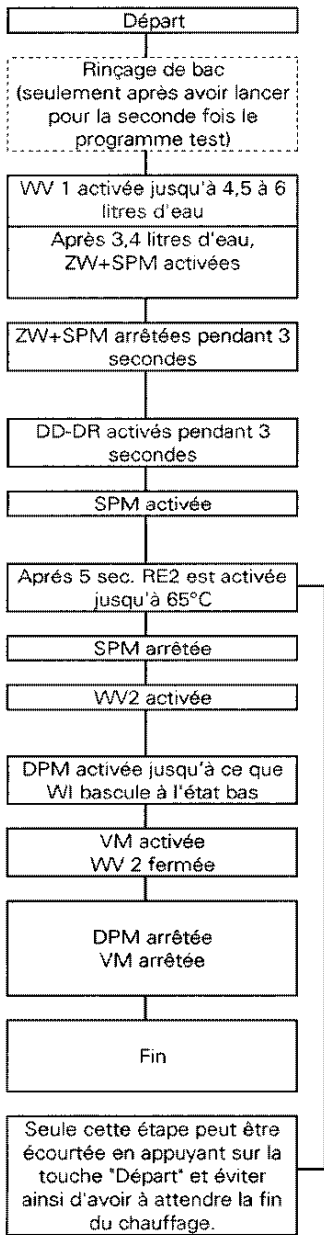 Départ
Rinçage de bac
(seulement après avoir lancer
pour la seconde fois le
programme test)
WV 1 activée jusqu'à 4,5 à 6
litres d'eau
Après 3,4 litres d'eau,
ZW+SPM activées
ZW+SPM arrêtées pendant 3
secondes
DD-DR activés pendant 3
secondes
SPM activée
Aprés 5 sec. RE2 est activée
jusqu'à 65°C
SPM arrêtée
WV2 activée
DPM activée jusqu'à ce que
WI bascule à l'état bas
VM activée
WV 2 fermée
DPM arrêtée
VM arrêtée
Fin
Seule cette étape peut être
écourtée en appuyant sur la
touche "Départ" et éviter
ainsi d'avoir à attendre la fin
du chauffage.